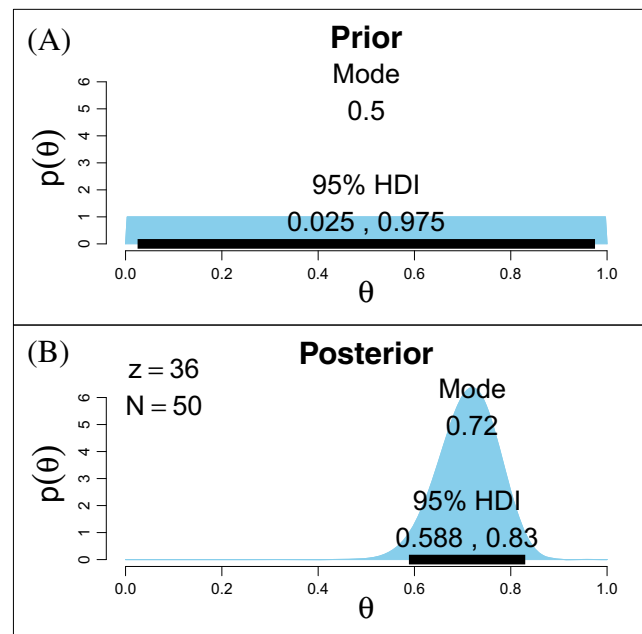 (A)
Prior
Mode
0.5
95% HDI
0.025 , 0.975
p(θ)
0 1 2 3 4 5 6
0.0 0.2 0.4 0.6 0.8 1.0
θ
(B)
Posterior
z = 36
N = 50
Mode
0.72
95% HDI
0.588 , 0.83
p(θ)
0 1 2 3 4 5 6
0.0 0.2 0.4 0.6 0.8 1.0
θ